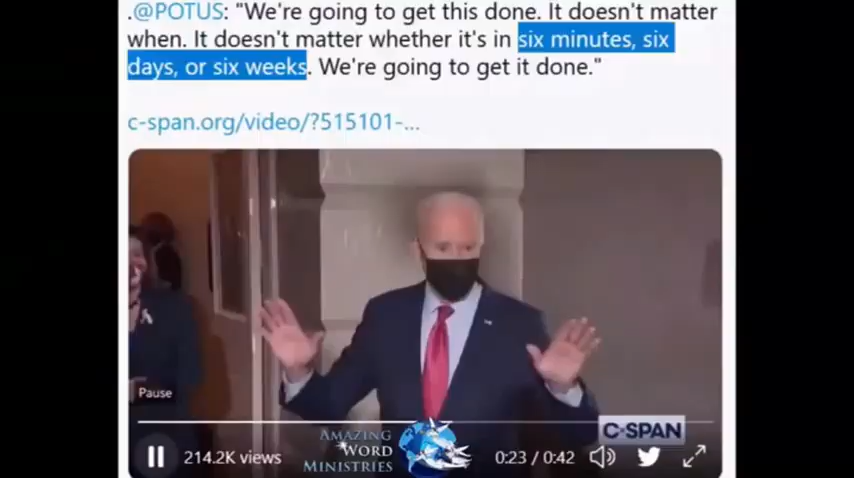 .@POTUS: "We're going to get this done. It doesn't matter
when. It doesn't matter whether it's in six minutes, six
days, or six weeks. We're going to get it done."
c-span.org/video/?515101-...
Pause
C-SPAN
214.2K views
AMAZING
WORD
MINISTRIES
0:23 / 0:42